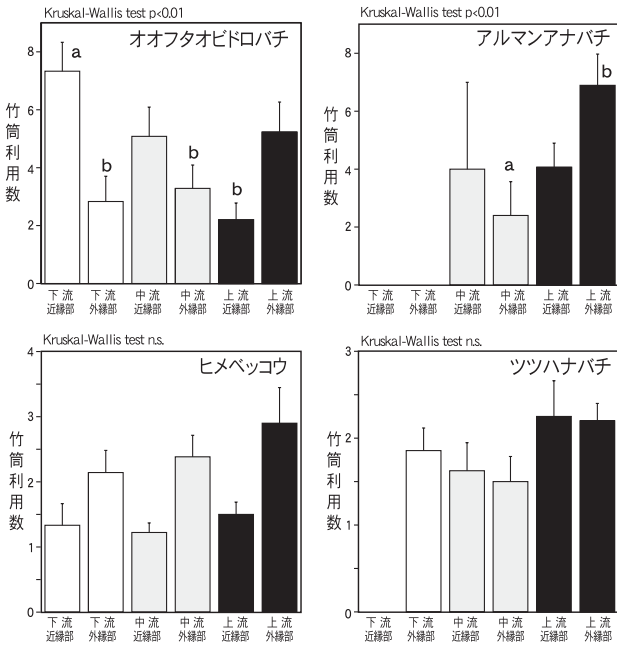 Kruskal-Wallis test p<0.01
オオフタオビドロバチ
竹筒利用数
8
6
4
2
0
a
b
b
b
下流 下流 中流 中流 上流 上流
近縁部 外縁部 近縁部 外縁部 近縁部 外縁部
Kruskal-Wallis test p<0.01
アルマンアナバチ
竹筒利用数
8
6
4
2
0
a
b
下流 下流 中流 中流 上流 上流
近縁部 外縁部 近縁部 外縁部 近縁部 外縁部
Kruskal-Wallis test n.s.
ヒメベッコウ
竹筒利用数
4
3
2
1
0
下流 下流 中流 中流 上流 上流
近縁部 外縁部 近縁部 外縁部 近縁部 外縁部
Kruskal-Wallis test n.s.
ツツハナバチ
竹筒利用数
3
2
1
0
下流 下流 中流 中流 上流 上流
近縁部 外縁部 近縁部 外縁部 近縁部 外縁部